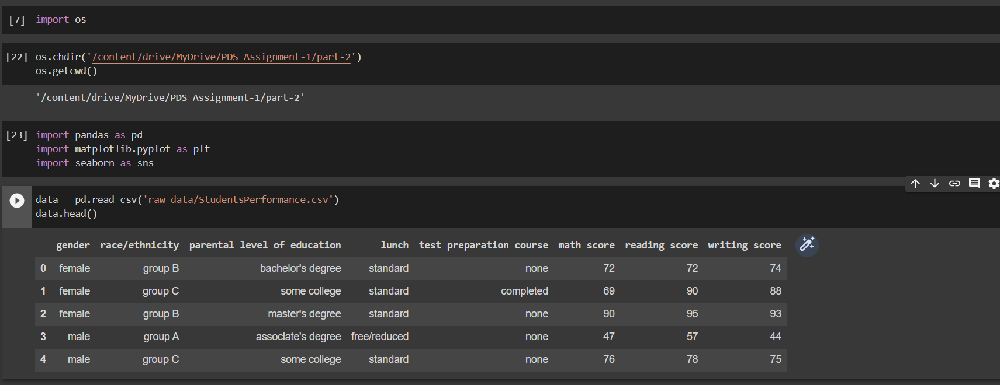 [7] import os
[22] os.chdir('/content/drive/MyDrive/PDS_Assignment-1/part-2')
os.getcwd()
'/content/drive/MyDrive/PDS_Assignment-1/part-2'
[23] import pandas as pd
import matplotlib.pyplot as plt
import seaborn as sns
data = pd.read_csv('raw_data/StudentsPerformance.csv')
data.head()
gender race/ethnicity parental level of education lunch test preparation course math score reading score writing score
0 female group B bachelor's degree standard none 72 72 74
1 female group C some college standard completed 69 90 88
2 female group B master's degree standard none 90 95 93
3 male group A associate's degree free/reduced none 47 57 44
4 male group C some college standard none 76 78 75